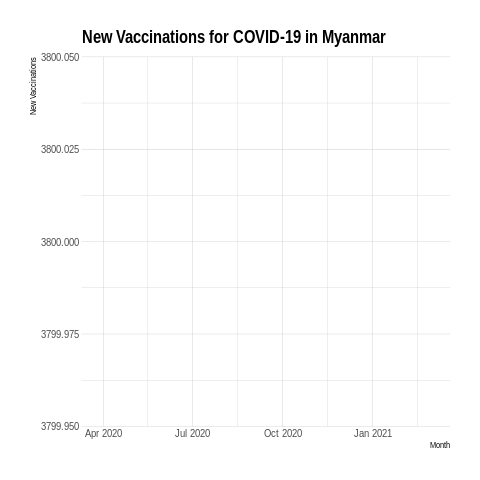 New Vaccinations for COVID-19 in Myanmar
New Vaccinations
3800.050
3800.025
3800.000
3799.975
3799.950
Apr 2020 Jul 2020 Oct 2020 Jan 2021
Month